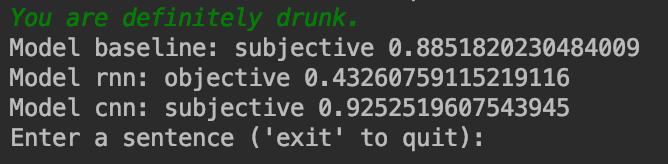 You are definitely drunk.
Model baseline: subjective 0.8851820230484009
Model rnn: objective 0.43260759115219116
Model cnn: subjective 0.9252519607543945
Enter a sentence ('exit' to quit):